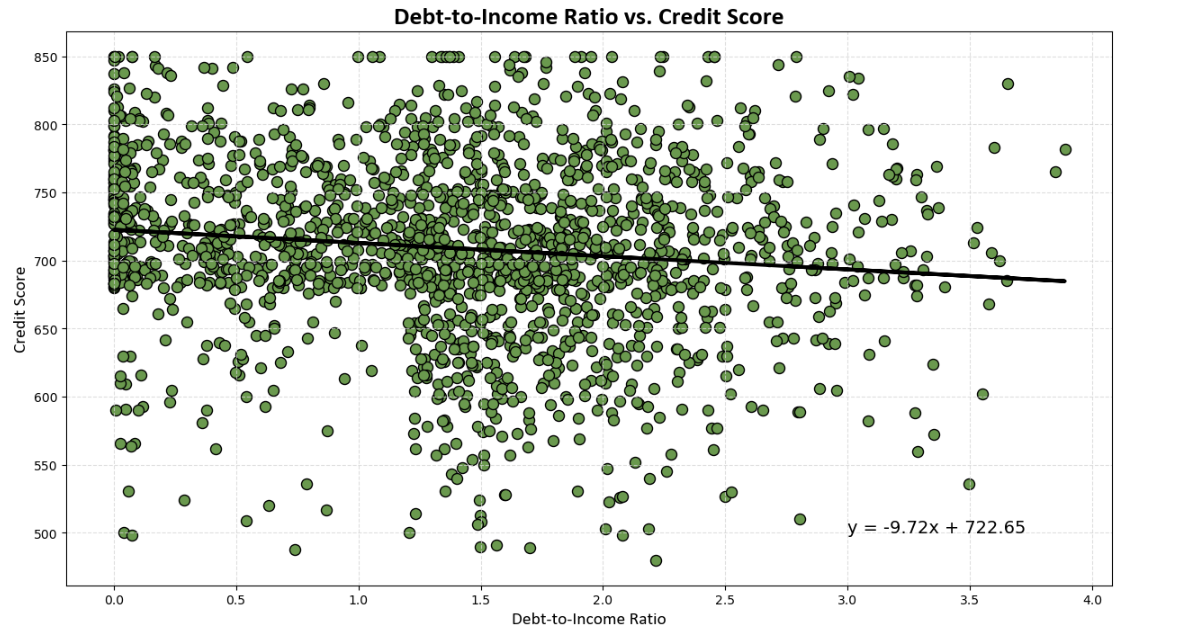 Debt-to-Income Ratio vs. Credit Score
Credit Score
850
800
750
700
650
600
550
500
y = -9.72x + 722.65
0.0 0.5 1.0 1.5 2.0 2.5 3.0 3.5 4.0
Debt-to-Income Ratio